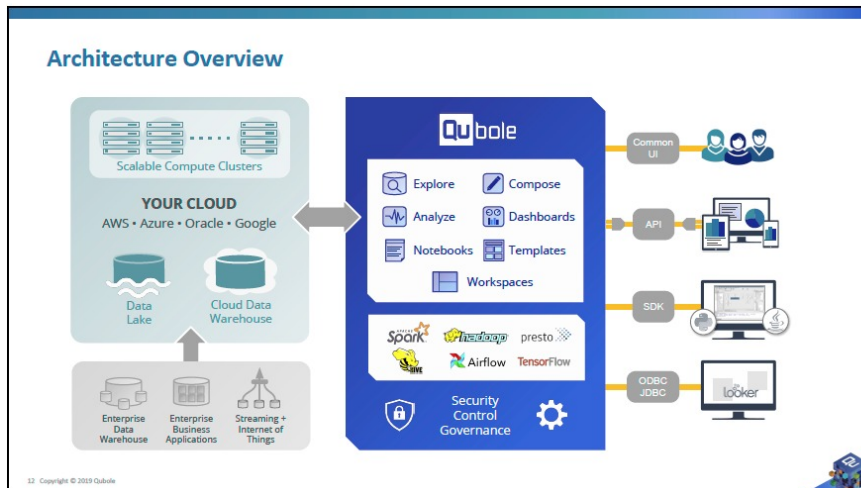 Architecture Overview
Scalable Compute Clusters
YOUR CLOUD
AWS • Azure • Oracle • Google
Data
Lake
Cloud Data
Warehouse
Enterprise
Data
Warehouse
Enterprise
Business
Applications
Streaming +
Internet of
Things
Qubole
Explore
Compose
Analyze
Dashboards
Notebooks
Templates
Workspaces
APACHE
Spark
hadoop
presto
HIVE
Airflow
TensorFlow
Security
Control
Governance
Common
UI
API
SDK
ODBC
JDBC
looker
12 Copyright © 2019 Qubole
QU